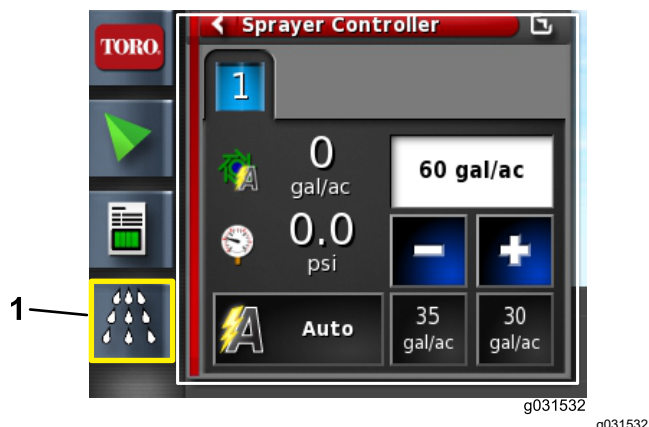 TORO.
Sprayer Controller
1
0
gal/ac
60 gal/ac
0.0
psi
1
Auto
35
gal/ac
30
gal/ac
g031532
g031532